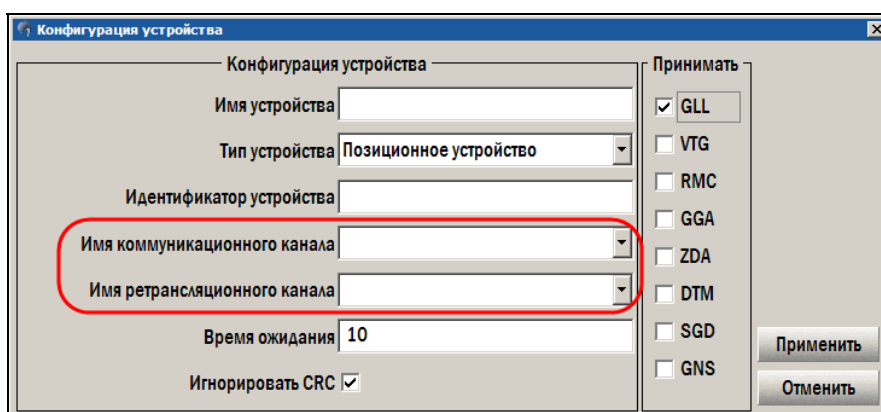 Конфигурация устройства
Конфигурация устройства
Имя устройства
Тип устройства Позиционное устройство
Идентификатор устройства
Имя коммуникационного канала
Имя ретрансляционного канала
Время ожидания 10
Игнорировать CRC
Принимать
GLL
VTG
RMC
GGA
ZDA
DTM
SGD
GNS
Применить
Отменить